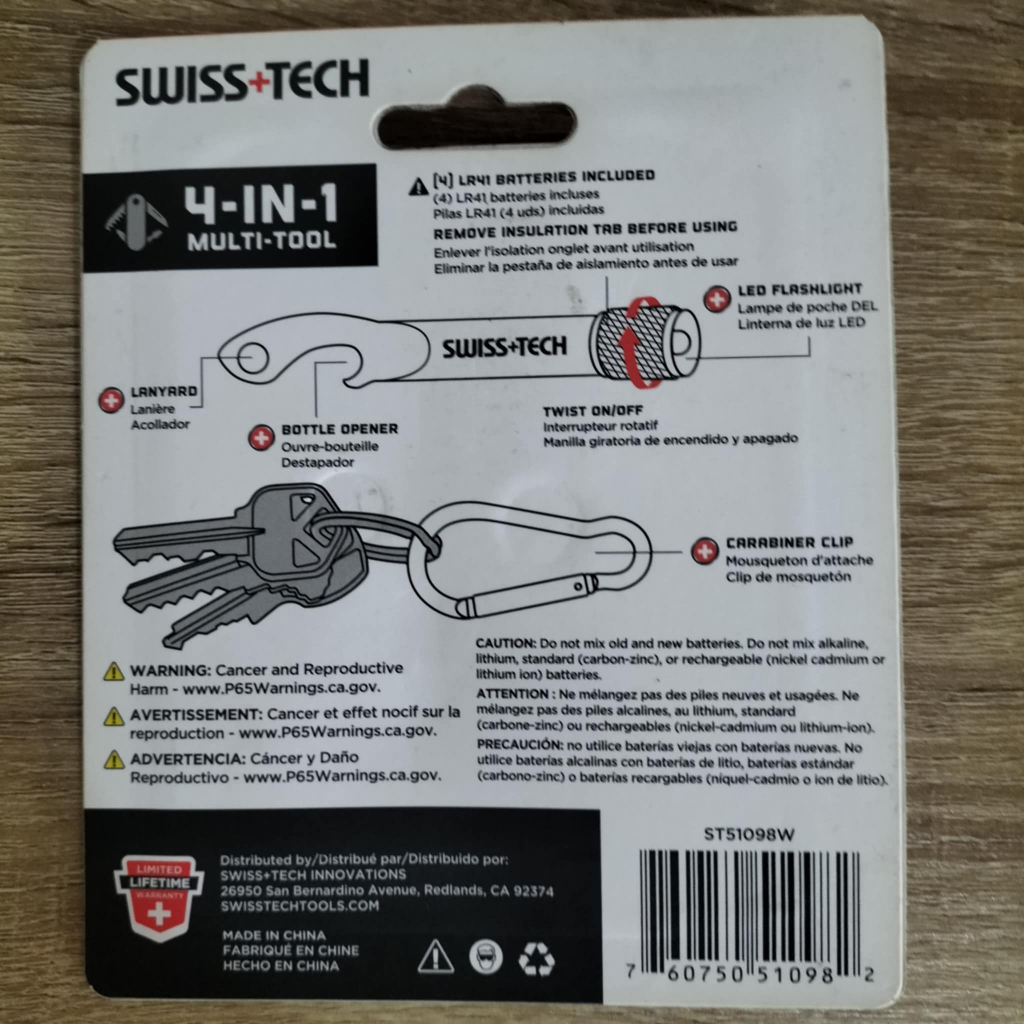 SWISS+TECH
4-IN-1
MULTI-TOOL
(4) LR41 BATTERIES INCLUDED
(4) LR41 batteries incluses
Pilas LR41 (4 uds) incluidas
REMOVE INSULATION TAB BEFORE USING
Enlever l'isolation onglet avant utilisation
Eliminar la pestaña de aislamiento antes de usar
LED FLASHLIGHT
Lampe de poche DEL
Linterna de luz LED
SWISS+TECH
LANYARD
Lanière
Acollador
BOTTLE OPENER
Ouvre-bouteille
Destapador
TWIST ON/OFF
Interrupteur rotatif
Manilla giratoria de encendido y apagado
CARABINER CLIP
Mousqueton d'attache
Clip de mosquetón
WARNING: Cancer and Reproductive
Harm - www.P65Warnings.ca.gov.
AVERTISSEMENT: Cancer et effet nocif sur la
reproduction - www.P65Warnings.ca.gov.
ADVERTENCIA: Cáncer y Daño
Reproductivo - www.P65Warnings.ca.gov.
CAUTION: Do not mix old and new batteries. Do not mix alkaline,
lithium, standard (carbon-zinc), or rechargeable (nickel cadmium or
lithium ion) batteries.
ATTENTION : Ne mélangez pas des piles neuves et usagées. Ne
mélangez pas des piles alcalines, au lithium, standard
(carbone-zinc) ou rechargeables (nickel-cadmium ou lithium-ion).
PRECAUCIÓN: no utilice baterías viejas con baterías nuevas. No
utilice baterías alcalinas con baterías de litio, baterías estándar
(carbono-zinc) o baterías recargables (níquel-cadmio o ion de litio).
LIMITED
LIFETIME
WARRANTY
Distributed by/Distribué par/Distribuido por:
SWISS+TECH INNOVATIONS
26950 San Bernardino Avenue, Redlands, CA 92374
SWISSTECHTOOLS.COM
MADE IN CHINA
FABRIQUÉ EN CHINE
HECHO EN CHINA
ST51098W
7 60750 51098 2